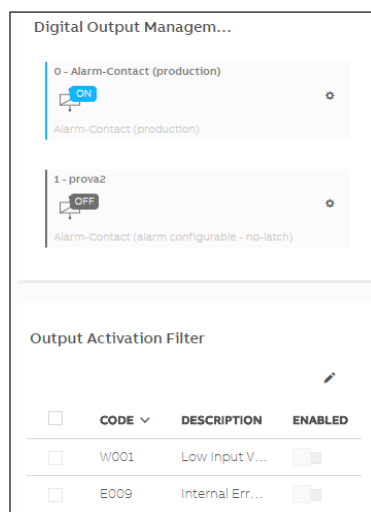 Digital Output Managem...
0 - Alarm-Contact (production)
ON
Alarm-Contact (production)
1 - prova2
OFF
Alarm-Contact (alarm configurable - no-latch)
Output Activation Filter
CODE DESCRIPTION ENABLED
W001 Low Input V...
E009 Internal Err...